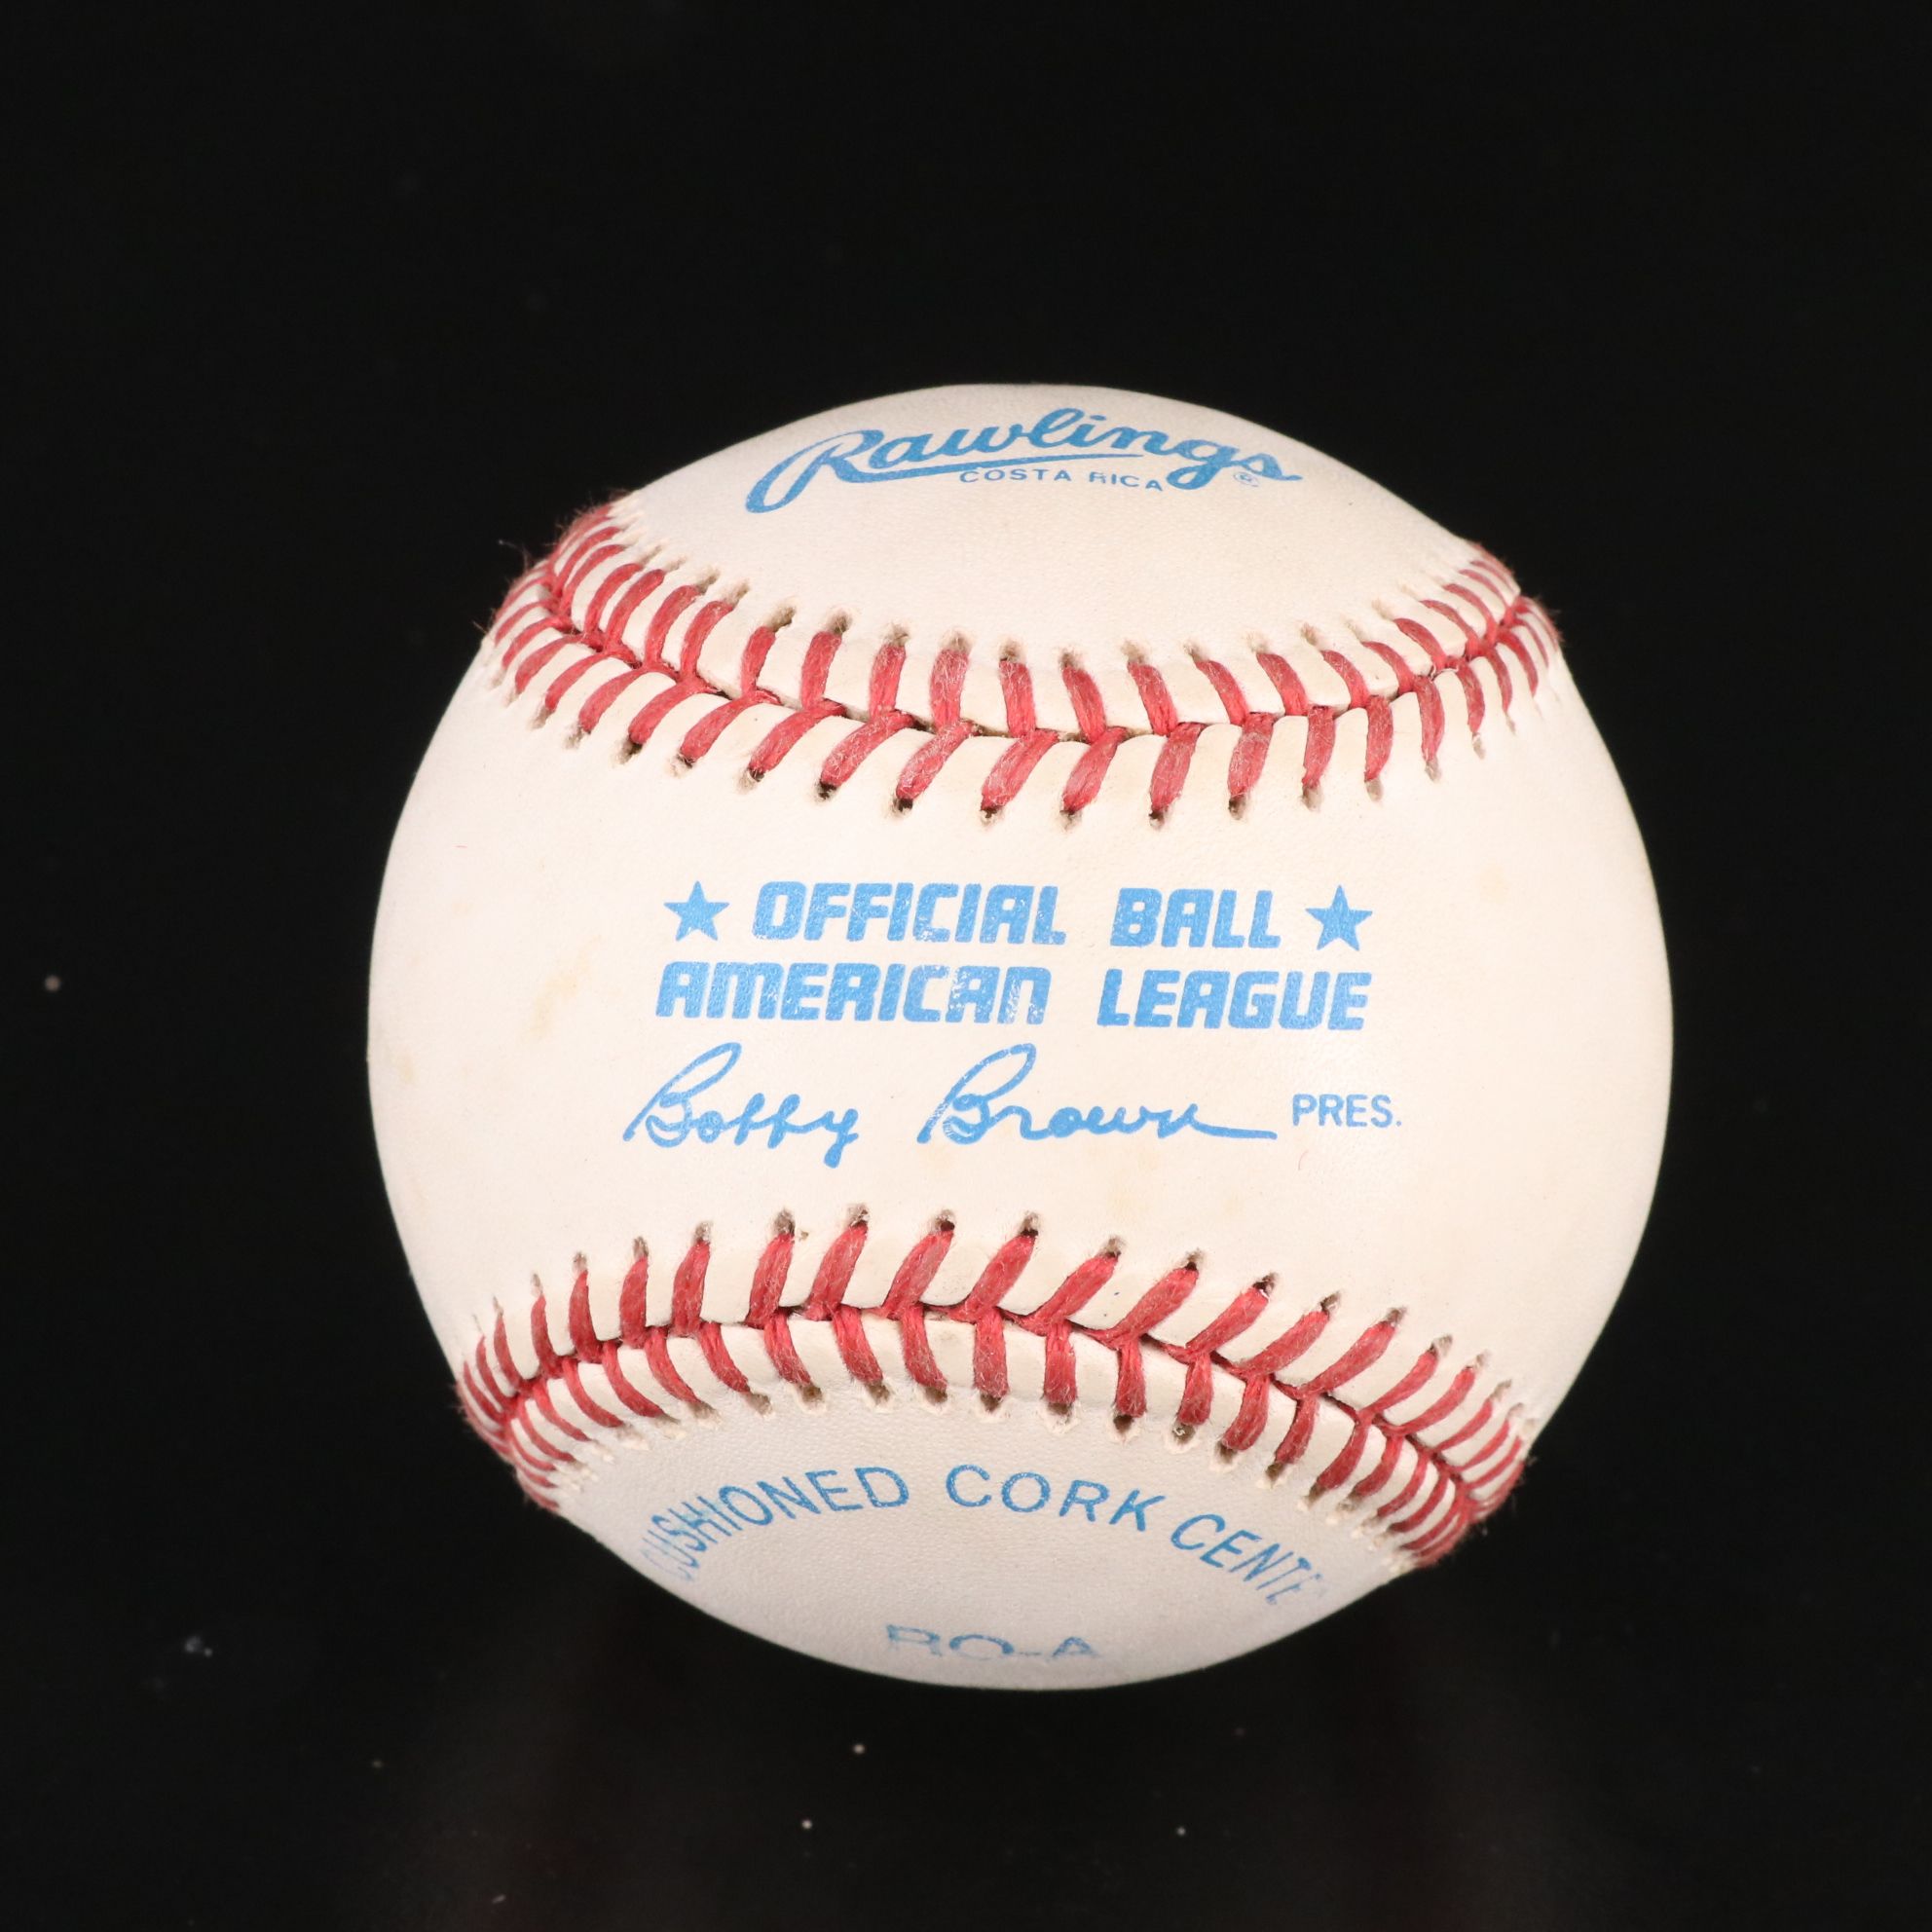 Rawlings
COSTA RICA
★ OFFICIAL BALL ★
AMERICAN LEAGUE
Bobby Brown PRES.
CUSHIONED CORK CENTE
RO-A